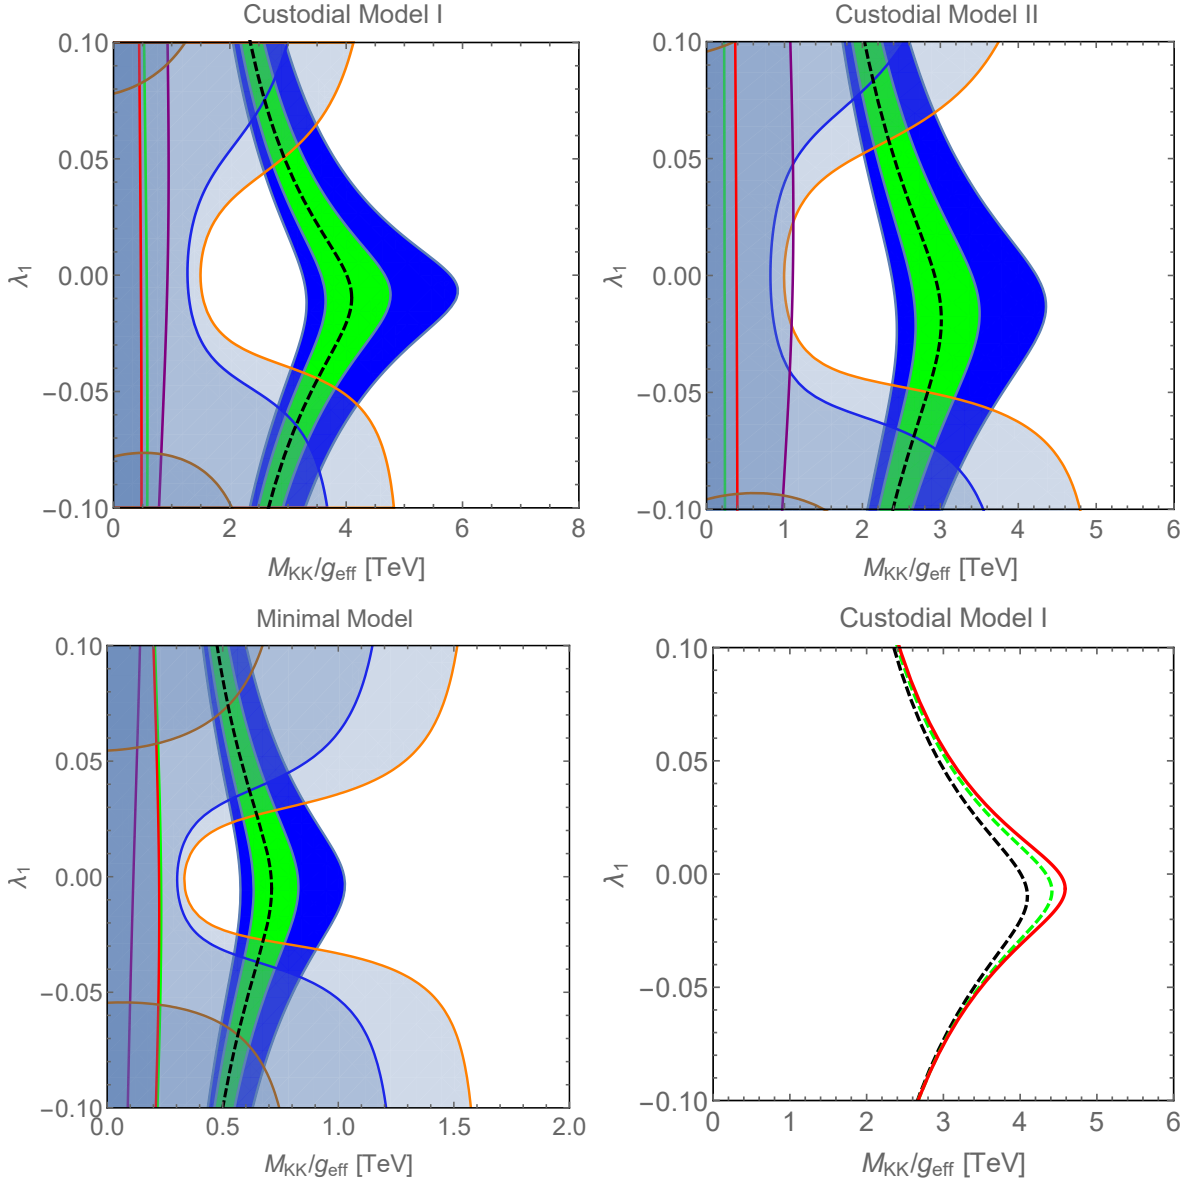 Custodial Model I
0.10
0.05
0.00
−0.05
−0.10
λ1
0 2 4 6 8
MKK/geff [TeV]
Custodial Model II
0.10
0.05
0.00
−0.05
−0.10
λ1
0 1 2 3 4 5 6
MKK/geff [TeV]
Minimal Model
0.10
0.05
0.00
−0.05
−0.10
λ1
0.0 0.5 1.0 1.5 2.0
MKK/geff [TeV]
Custodial Model I
0.10
0.05
0.00
−0.05
−0.10
λ1
0 1 2 3 4 5 6
MKK/geff [TeV]